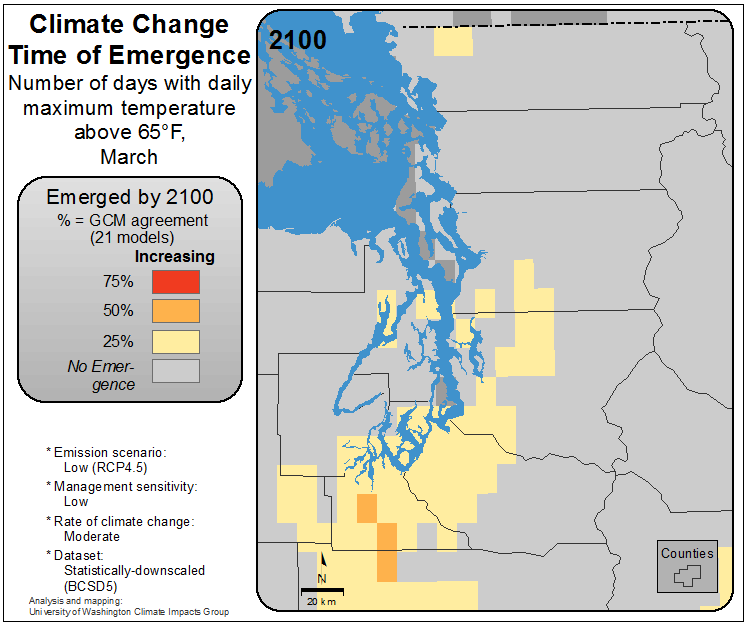 Climate Change
Time of Emergence
Number of days with daily
maximum temperature
above 65°F,
March
Emerged by 2100
% = GCM agreement
(21 models)
Increasing
75%
50%
25%
No Emer-
gence
* Emission scenario:
Low (RCP4.5)
* Management sensitivity:
Low
* Rate of climate change:
Moderate
* Dataset:
Statistically-downscaled
(BCSD5)
Analysis and mapping:
University of Washington Climate Impacts Group
2100
N
20 km
Counties